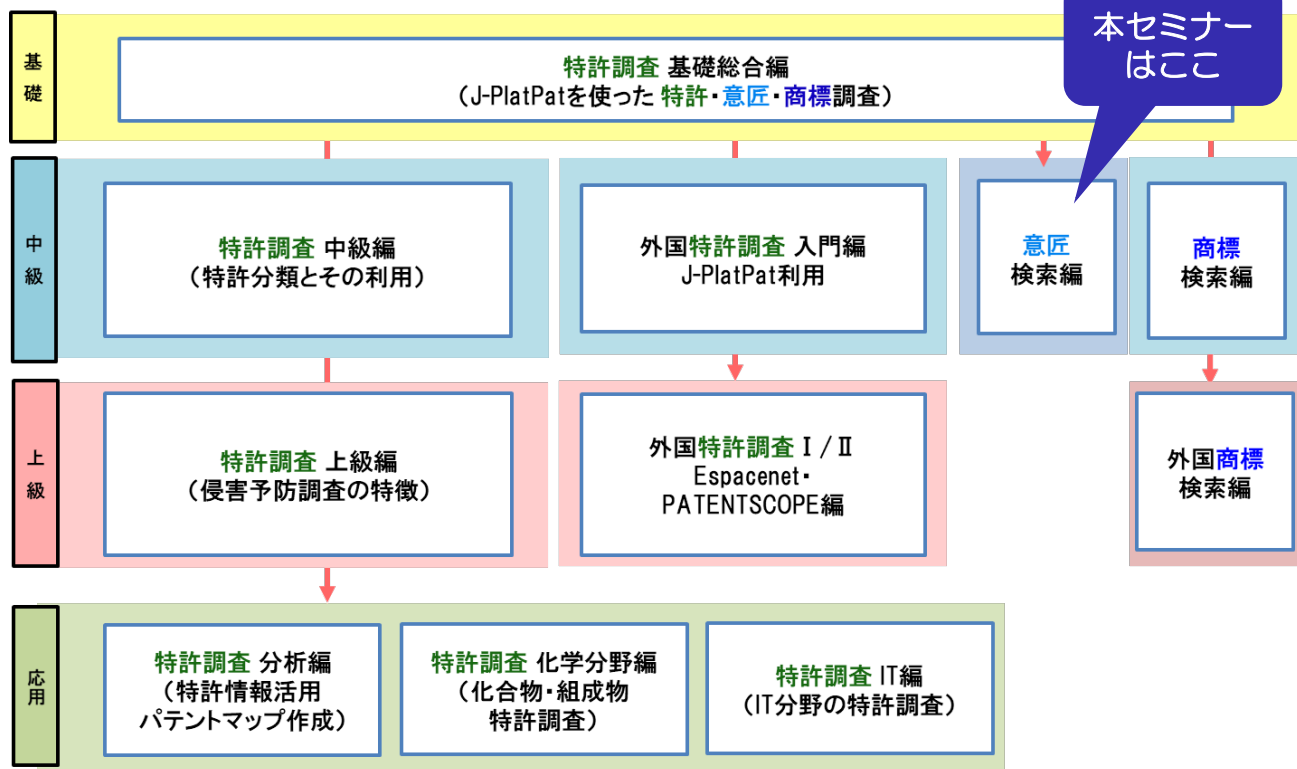 本セミナー
はここ
基
礎
特許調査 基礎総合編
（J-PlatPatを使った 特許・意匠・商標調査）
中
級
特許調査 中級編
（特許分類とその利用）
外国特許調査 入門編
J-PlatPat利用
意匠
検索編
商標
検索編
上
級
特許調査 上級編
（侵害予防調査の特徴）
外国特許調査 Ⅰ / Ⅱ
Espacenet・
PATENTSCOPE編
外国商標
検索編
応
用
特許調査 分析編
（特許情報活用
パテントマップ作成）
特許調査 化学分野編
（化合物・組成物
特許調査）
特許調査 IT編
（IT分野の特許調査）